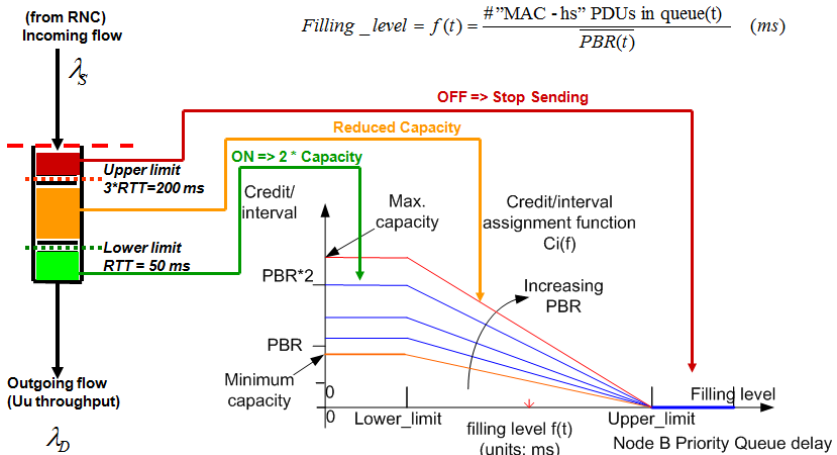 (from RNC)
Incoming flow
λS
Filling _ level = f(t) = #"MAC - hs" PDUs in queue(t) / PBR(t) (ms)
OFF => Stop Sending
Reduced Capacity
ON => 2 * Capacity
Upper limit
3*RTT=200 ms
Lower limit
RTT = 50 ms
Credit/
interval
Max.
capacity
Credit/interval
assignment function
Ci(f)
PBR*2
Increasing
PBR
PBR
Minimum
capacity
0
0
Lower_limit
filling level f(t)
(units: ms)
Upper_limit
Filling level
Node B Priority Queue delay
Outgoing flow
(Uu throughput)
λD